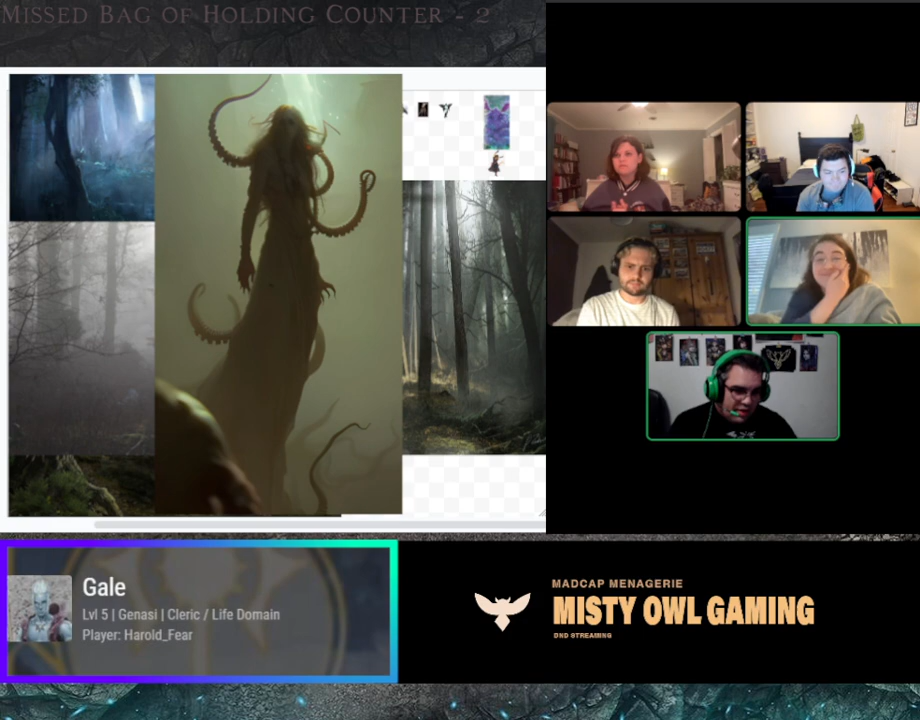 Missed Bag of Holding Counter - 2
Gale
Lvl 5 | Genasi | Cleric / Life Domain
Player: Harold_Fear
MADCAP MENAGERIE
MISTY OWL GAMING
DND STREAMING